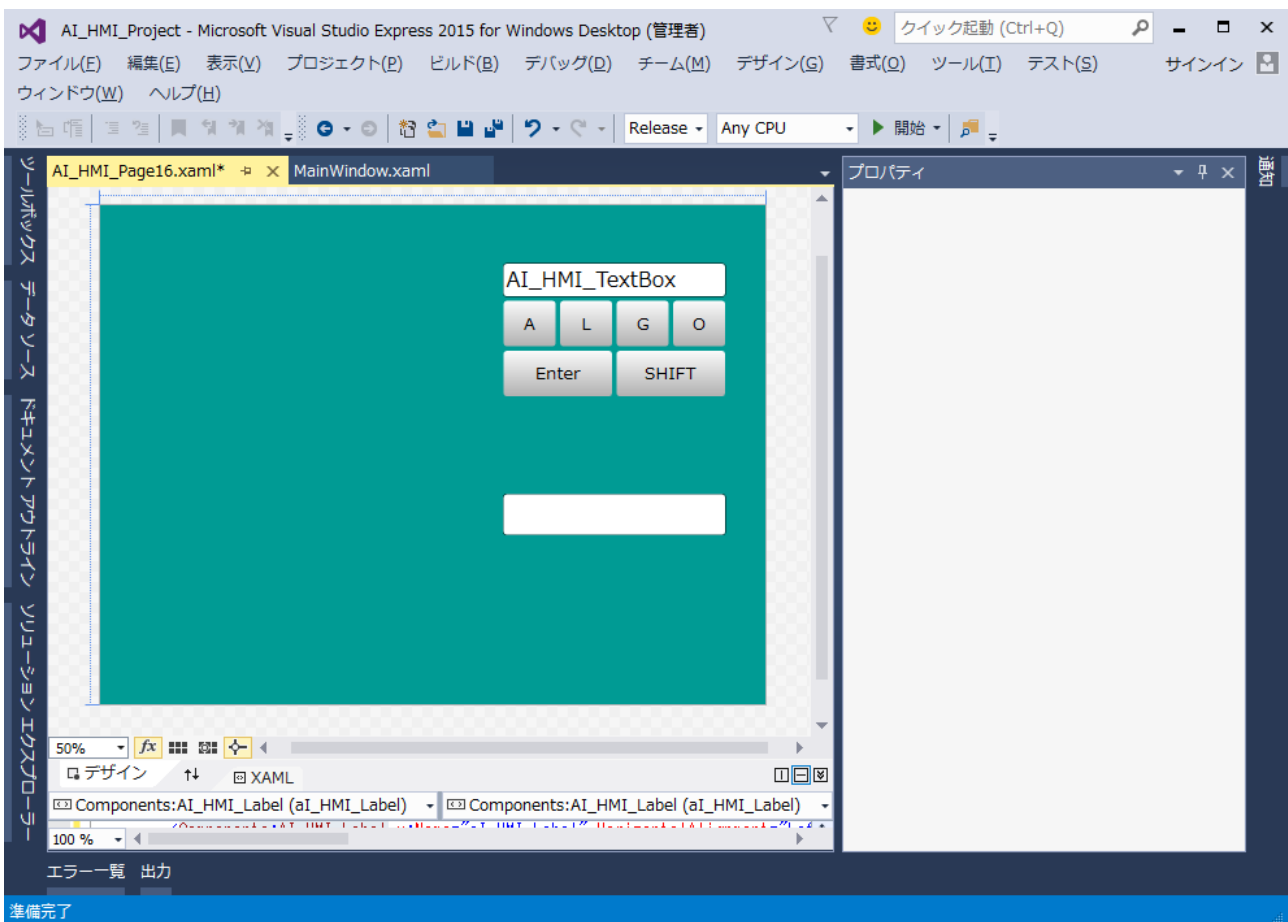 AI_HMI_Project - Microsoft Visual Studio Express 2015 for Windows Desktop (管理者)
クイック起動 (Ctrl+Q)
ファイル(F) 編集(E) 表示(V) プロジェクト(P) ビルド(B) デバッグ(D) チーム(M) デザイン(G) 書式(O) ツール(T) テスト(S) サインイン
ウィンドウ(W) ヘルプ(H)
Release Any CPU 開始
ツールボックス
データ ソース
ドキュメント アウトライン
ソリューション エクスプローラー
AI_HMI_Page16.xaml* MainWindow.xaml
プロパティ
通知
AI_HMI_TextBox
A L G O
Enter SHIFT
50% fx
デザイン XAML
Components:AI_HMI_Label (aI_HMI_Label) Components:AI_HMI_Label (aI_HMI_Label)
100 %
エラー一覧 出力
準備完了